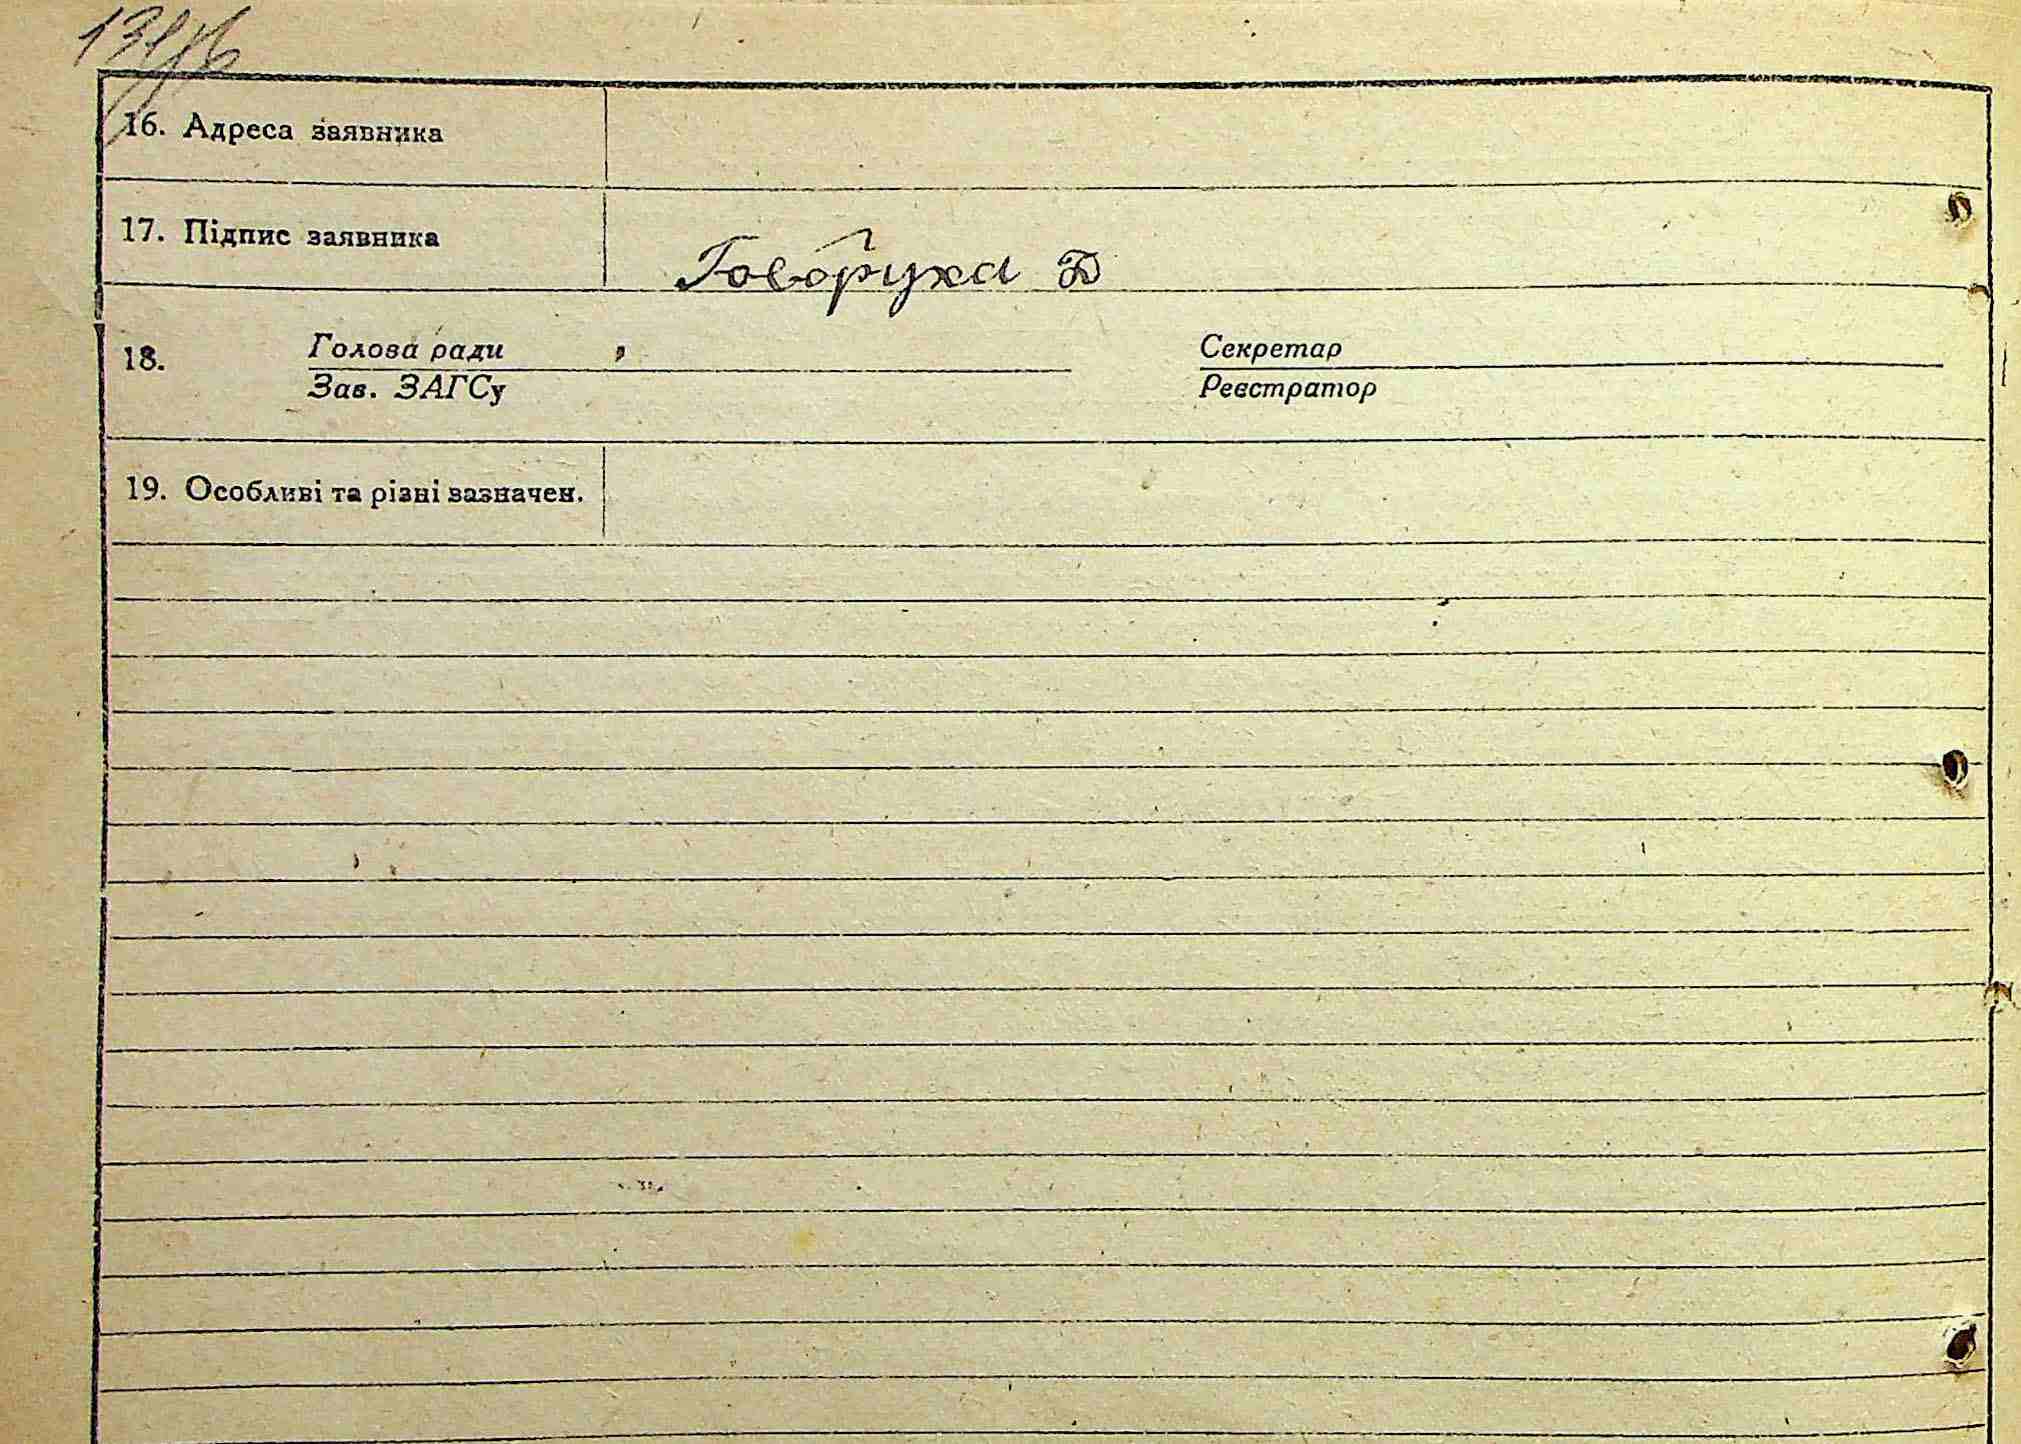 16. Адреса заявника
17. Підпис заявника
Говоруха Д
18. Голова ради Секретар
Зав. ЗАГСу Реєстратор
19. Особливі та різні зазначен.